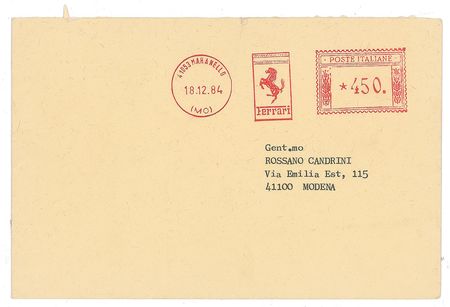 41053 MARANELLO
18.12.84
(MO)
ferrari
POSTE ITALIANE
*450.
Gent.mo
ROSSANO CANDRINI
Via Emilia Est, 115
41100 MODENA